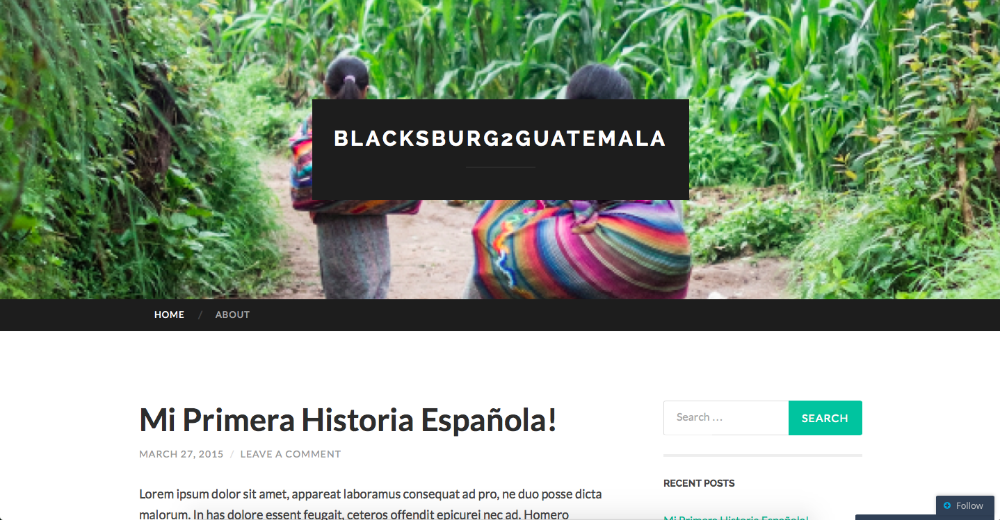 BLACKSBURG2GUATEMALA
HOME / ABOUT
Mi Primera Historia Española!
MARCH 27, 2015 / LEAVE A COMMENT
Lorem ipsum dolor sit amet, appareat laboramus consequat ad pro, ne duo posse dicta
malorum. In has dolore essent feugait, ceteros offendit epicurei nec ad. Homero
Search …
SEARCH
RECENT POSTS
Mi Primera Historia Española!
Follow